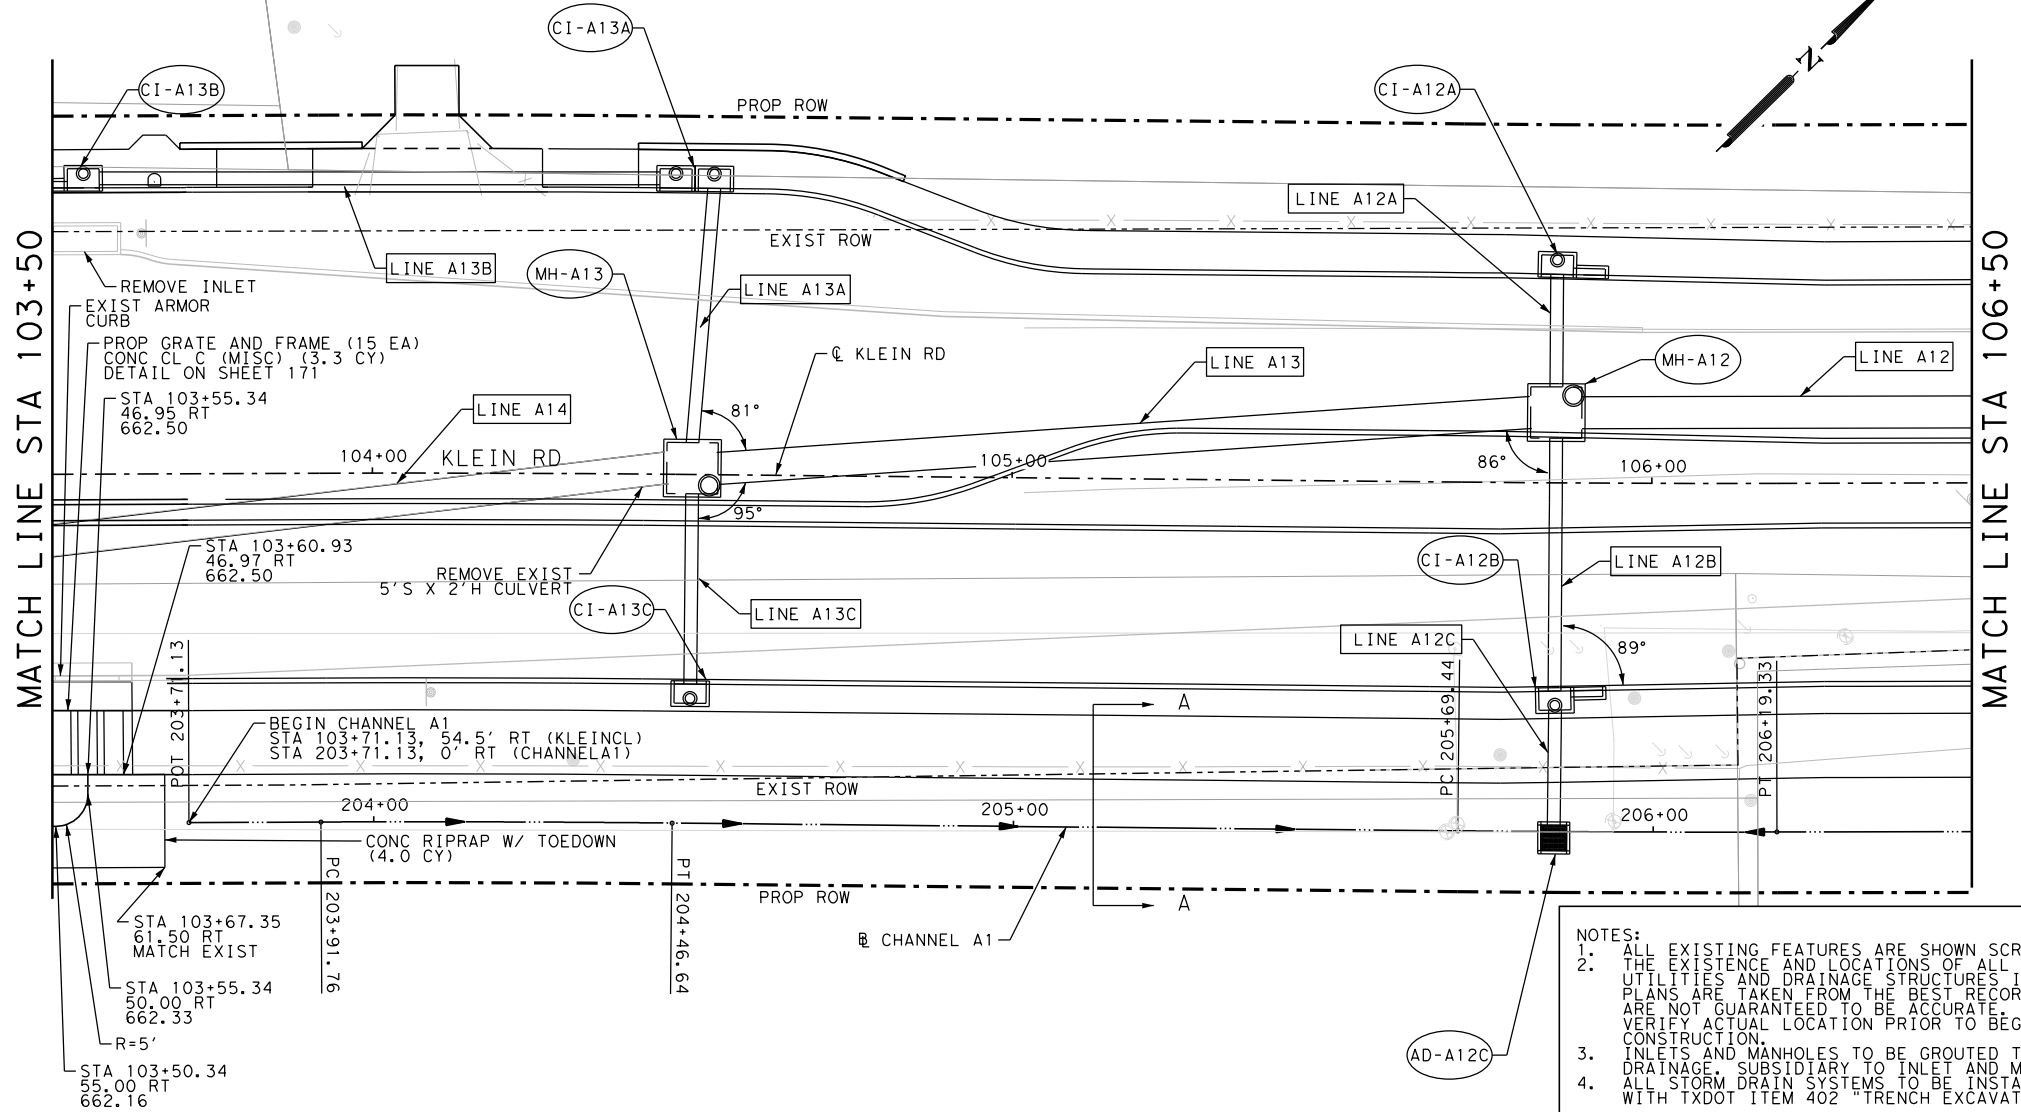 CI-A13A
CI-A13B
CI-A12A
N
PROP ROW
LINE A12A
EXIST ROW
LINE A13B
MH-A13
LINE A13A
REMOVE INLET
EXIST ARMOR
CURB
PROP GRATE AND FRAME (15 EA)
CONC CL C (MISC) (3.3 CY)
DETAIL ON SHEET 171
STA 103+55.34
46.95 RT
662.50
℄ KLEIN RD
LINE A13
MH-A12
LINE A12
LINE A14
81°
104+00
KLEIN RD
105+00
86°
106+00
95°
MATCH LINE STA 103+50
MATCH LINE STA 106+50
STA 103+60.93
46.97 RT
662.50
REMOVE EXIST
5'S X 2'H CULVERT
CI-A13C
LINE A13C
CI-A12B
LINE A12B
LINE A12C
89°
POT 203+71.13
BEGIN CHANNEL A1
STA 103+71.13, 54.5' RT (KLEINCL)
STA 203+71.13, 0' RT (CHANNELA1)
A
PC 205+69.44
PT 206+19.33
EXIST ROW
204+00
205+00
206+00
CONC RIPRAP W/ TOEDOWN
(4.0 CY)
PC 203+91.76
PT 204+46.64
PROP ROW
A
STA 103+67.35
61.50 RT
MATCH EXIST
B͟L CHANNEL A1
STA 103+55.34
50.00 RT
662.33
R=5'
STA 103+50.34
55.00 RT
662.16
AD-A12C
NOTES:
1. ALL EXISTING FEATURES ARE SHOWN SCR
2. THE EXISTENCE AND LOCATIONS OF ALL
UTILITIES AND DRAINAGE STRUCTURES I
PLANS ARE TAKEN FROM THE BEST RECOR
ARE NOT GUARANTEED TO BE ACCURATE.
VERIFY ACTUAL LOCATION PRIOR TO BEG
CONSTRUCTION.
3. INLETS AND MANHOLES TO BE GROUTED T
DRAINAGE. SUBSIDIARY TO INLET AND M
4. ALL STORM DRAIN SYSTEMS TO BE INSTA
WITH TXDOT ITEM 402 "TRENCH EXCAVAT